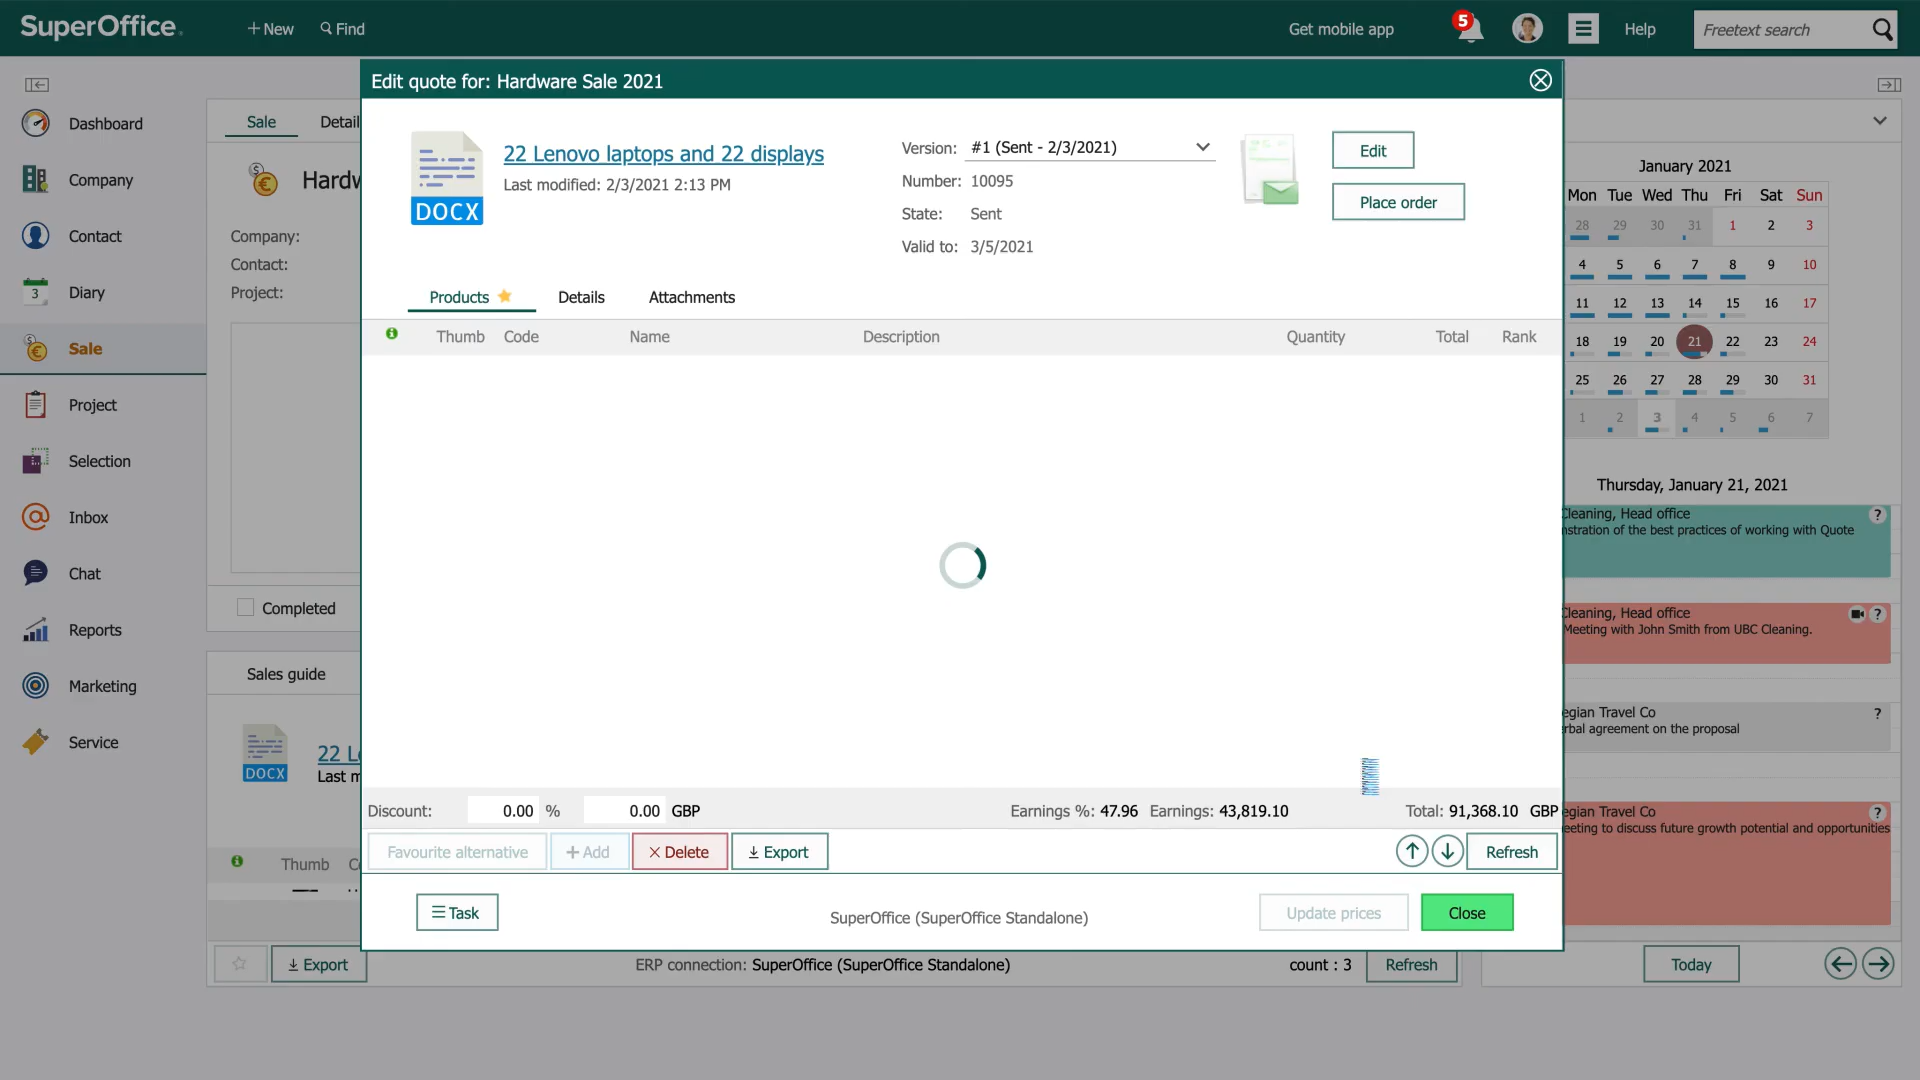 SuperOffice.
New
Find
Get mobile app
5
Help
Freetext search
Edit quote for: Hardware Sale 2021
Dashboard
Company
Contact
3
Diary
Sale
Project
Selection
Inbox
Chat
Reports
Marketing
Service
Sale
Detail
Hardw
Company:
Contact:
Project:
Completed
Sales guide
DOCX
22 L
Last m
Thumb
Export
ERP connection: SuperOffice (SuperOffice Standalone)
count : 3
Refresh
DOCX
22 Lenovo laptops and 22 displays
Last modified: 2/3/2021 2:13 PM
Version: #1 (Sent - 2/3/2021)
Number: 10095
State: Sent
Valid to: 3/5/2021
Edit
Place order
Products
Details
Attachments
Thumb Code Name Description Quantity Total Rank
Discount: 0.00 % 0.00 GBP
Earnings %: 47.96 Earnings: 43,819.10
Total: 91,368.10 GBP
Favourite alternative
+ Add
Delete
Export
Refresh
Task
SuperOffice (SuperOffice Standalone)
Update prices
Close
January 2021
Mon Tue Wed Thu Fri Sat Sun
28 29 30 31 1 2 3
4 5 6 7 8 9 10
11 12 13 14 15 16 17
18 19 20 21 22 23 24
25 26 27 28 29 30 31
1 2 3 4 5 6 7
Thursday, January 21, 2021
Cleaning, Head office
?
nstration of the best practices of working with Quote
Cleaning, Head office
?
Meeting with John Smith from UBC Cleaning.
egian Travel Co
?
rbal agreement on the proposal
egian Travel Co
?
eeting to discuss future growth potential and opportunities
Today